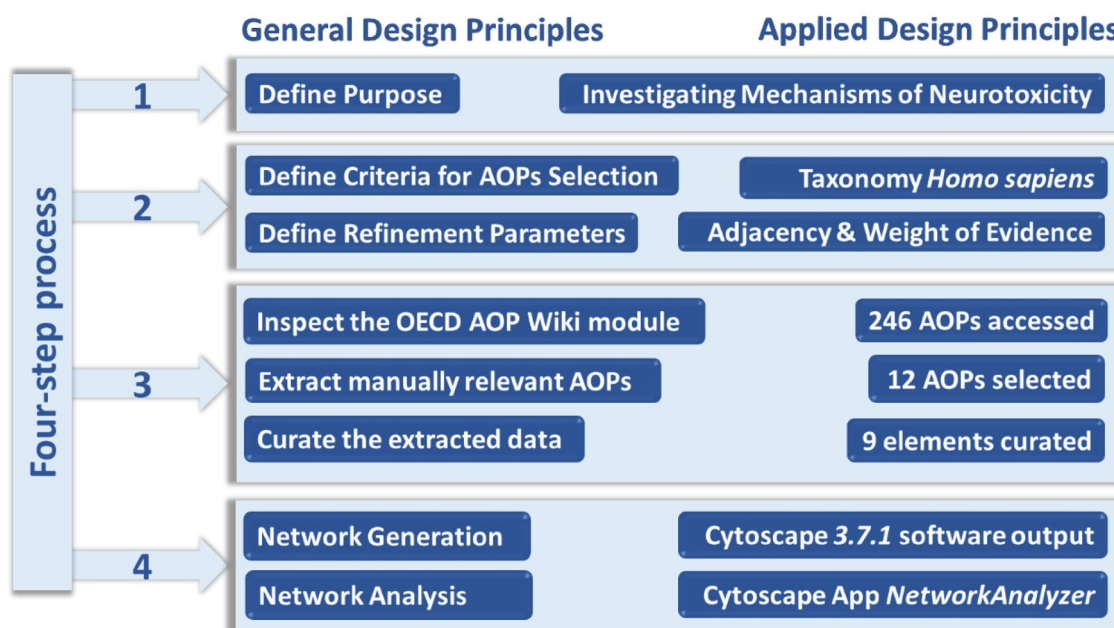 General Design Principles
Applied Design Principles
Four-step process
1
Define Purpose
Investigating Mechanisms of Neurotoxicity
2
Define Criteria for AOPs Selection
Taxonomy Homo sapiens
Define Refinement Parameters
Adjacency & Weight of Evidence
3
Inspect the OECD AOP Wiki module
246 AOPs accessed
Extract manually relevant AOPs
12 AOPs selected
Curate the extracted data
9 elements curated
4
Network Generation
Cytoscape 3.7.1 software output
Network Analysis
Cytoscape App NetworkAnalyzer